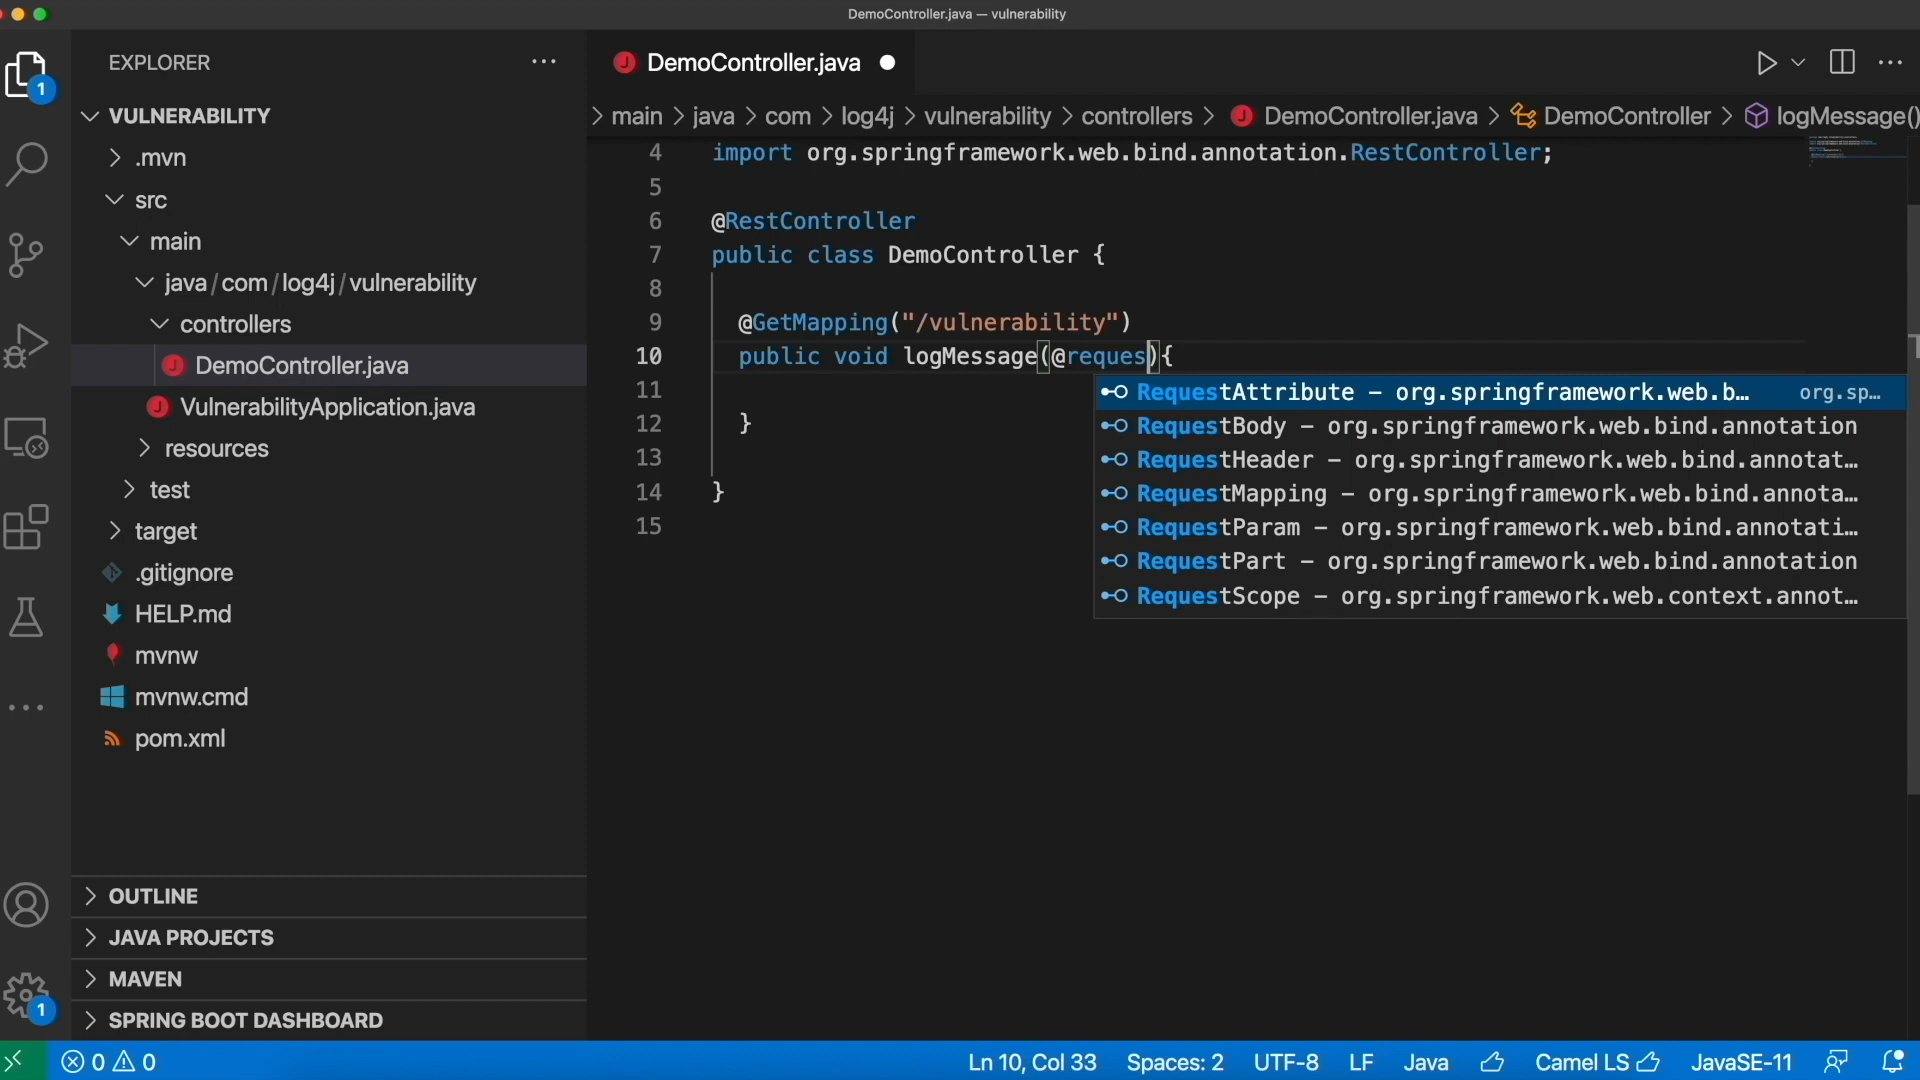 DemoController.java — vulnerability
1
EXPLORER
VULNERABILITY
.mvn
src
main
java/com/log4j/vulnerability
controllers
DemoController.java
VulnerabilityApplication.java
resources
test
target
.gitignore
HELP.md
mvnw
mvnw.cmd
pom.xml
OUTLINE
JAVA PROJECTS
MAVEN
1
SPRING BOOT DASHBOARD
DemoController.java
main > java > com > log4j > vulnerability > controllers > DemoController.java > DemoController > logMessage()
4 import org.springframework.web.bind.annotation.RestController;
5
6 @RestController
7 public class DemoController {
8
9 @GetMapping("/vulnerability")
10 public void logMessage(@reques){
11
12 }
13
14 }
15
RequestAttribute – org.springframework.web.b… org.sp…
RequestBody – org.springframework.web.bind.annotation
RequestHeader – org.springframework.web.bind.annotat…
RequestMapping – org.springframework.web.bind.annota…
RequestParam – org.springframework.web.bind.annotati…
RequestPart – org.springframework.web.bind.annotation
RequestScope – org.springframework.web.context.annot…
0 0 Ln 10, Col 33 Spaces: 2 UTF-8 LF Java Camel LS JavaSE-11